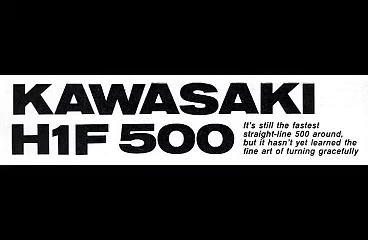 KAWASAKI
H1F 500
It's still the fastest
straight-line 500 around,
but it hasn't yet learned the
fine art of turning gracefully